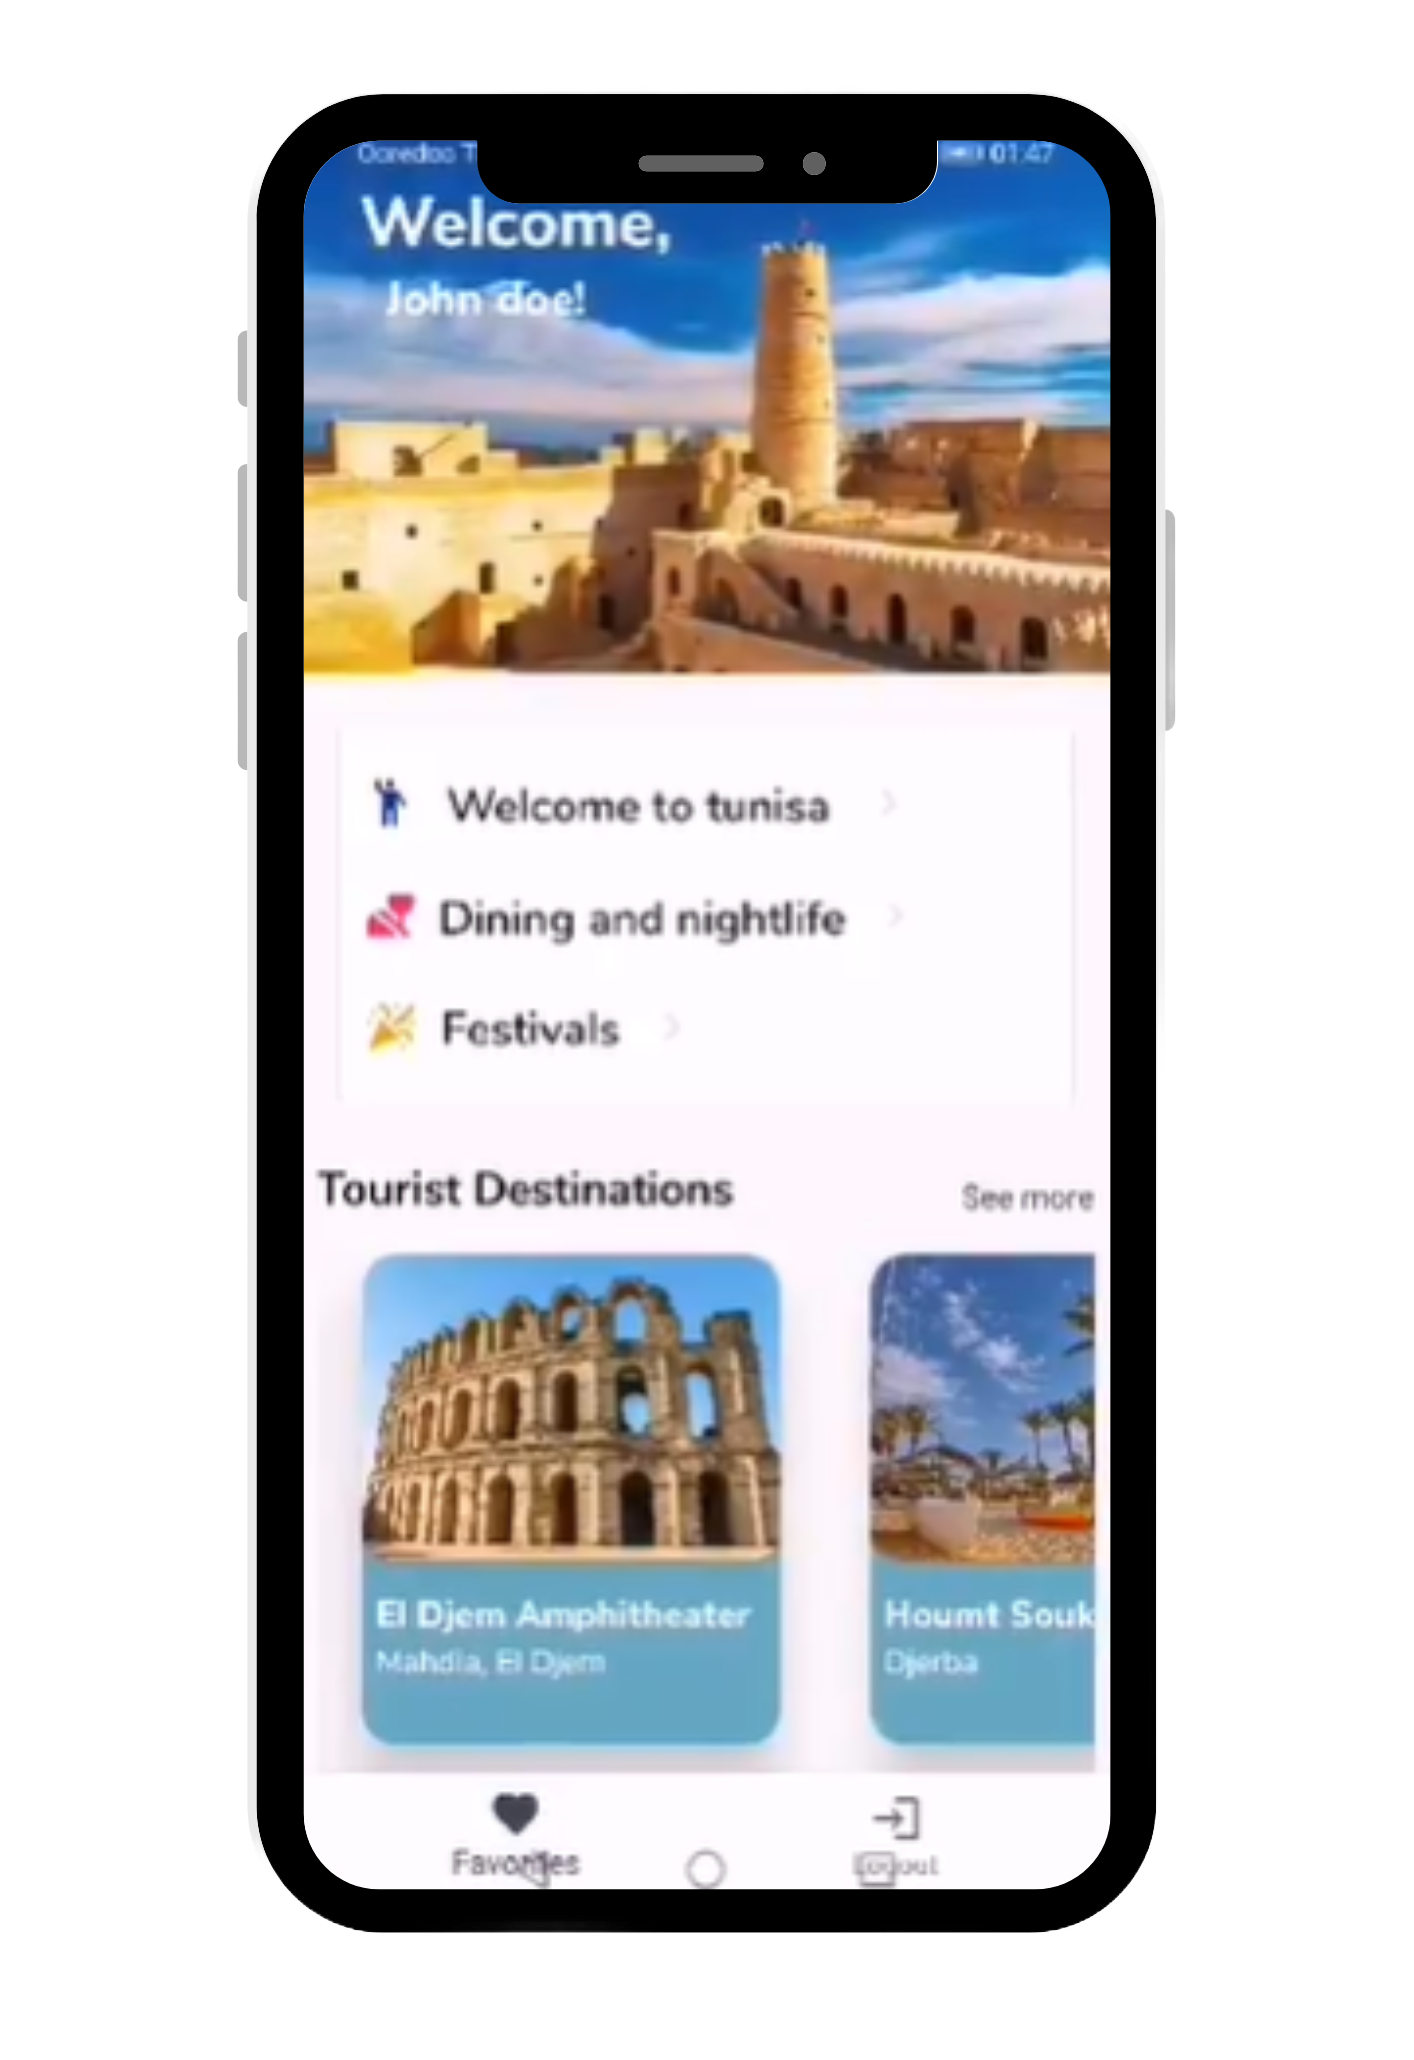 Ooredoo T
01:47
Welcome,
John doe!
Welcome to tunisa
Dining and nightlife
Festivals
Tourist Destinations
See more
El Djem Amphitheater
Mahdia, El Djem
Houmt Souk
Djerba
Favorites
Logout